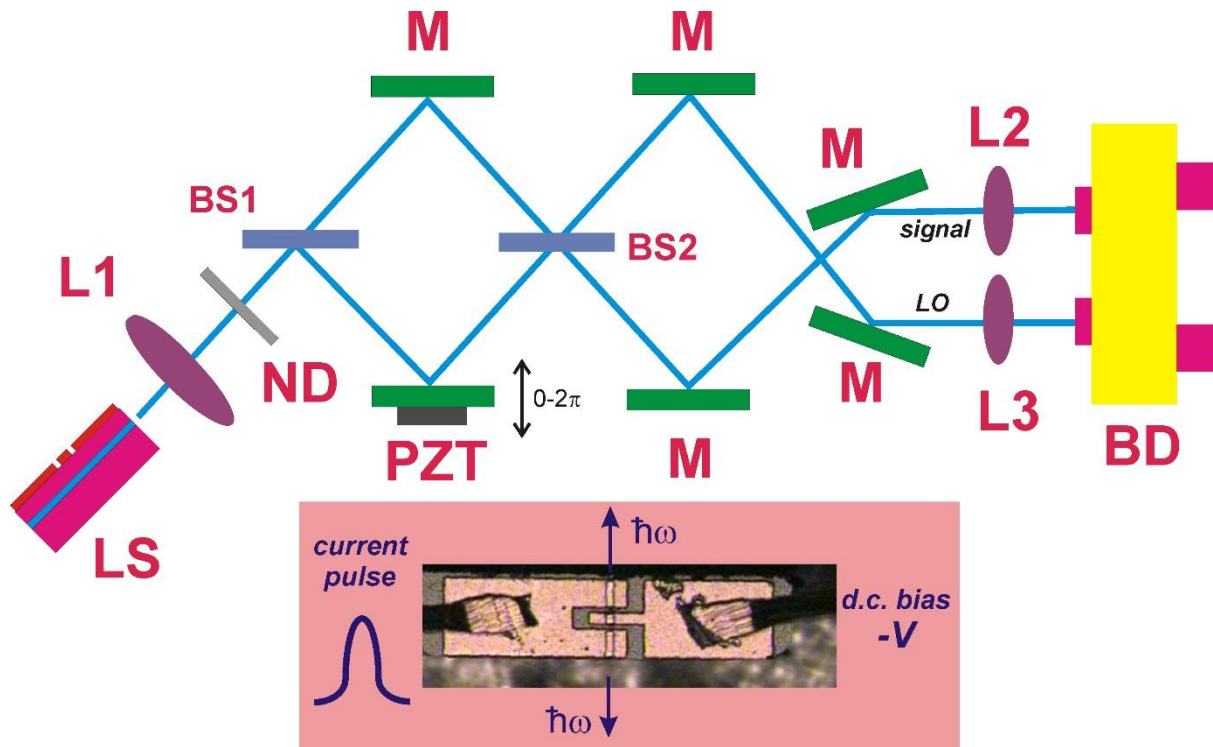 M
M
M
L2
BS1
signal
BS2
L1
LO
ND
0-2π
M
L3
PZT
M
BD
LS
ħω
current
pulse
d.c. bias
-V
ħω